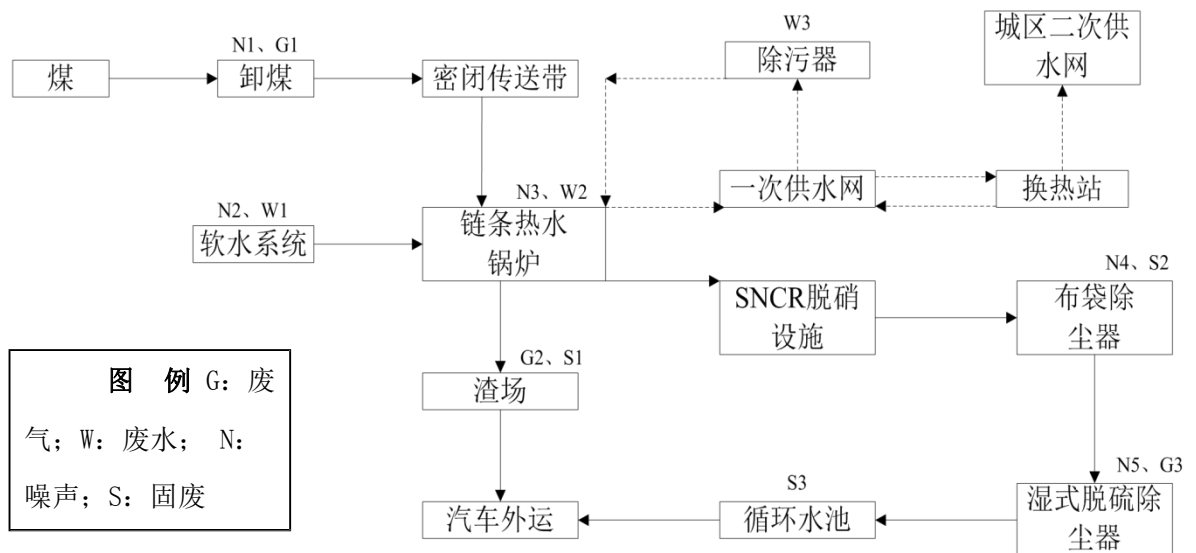 N1、G1
煤
卸煤
密闭传送带
W3
除污器
城区二次供
水网
N2、W1
软水系统
N3、W2
链条热水
锅炉
一次供水网
换热站
SNCR脱硝
设施
N4、S2
布袋除
尘器
图 例 G：废
气；W：废水； N：
噪声；S：固废
G2、S1
渣场
汽车外运
S3
循环水池
N5、G3
湿式脱硫除
尘器